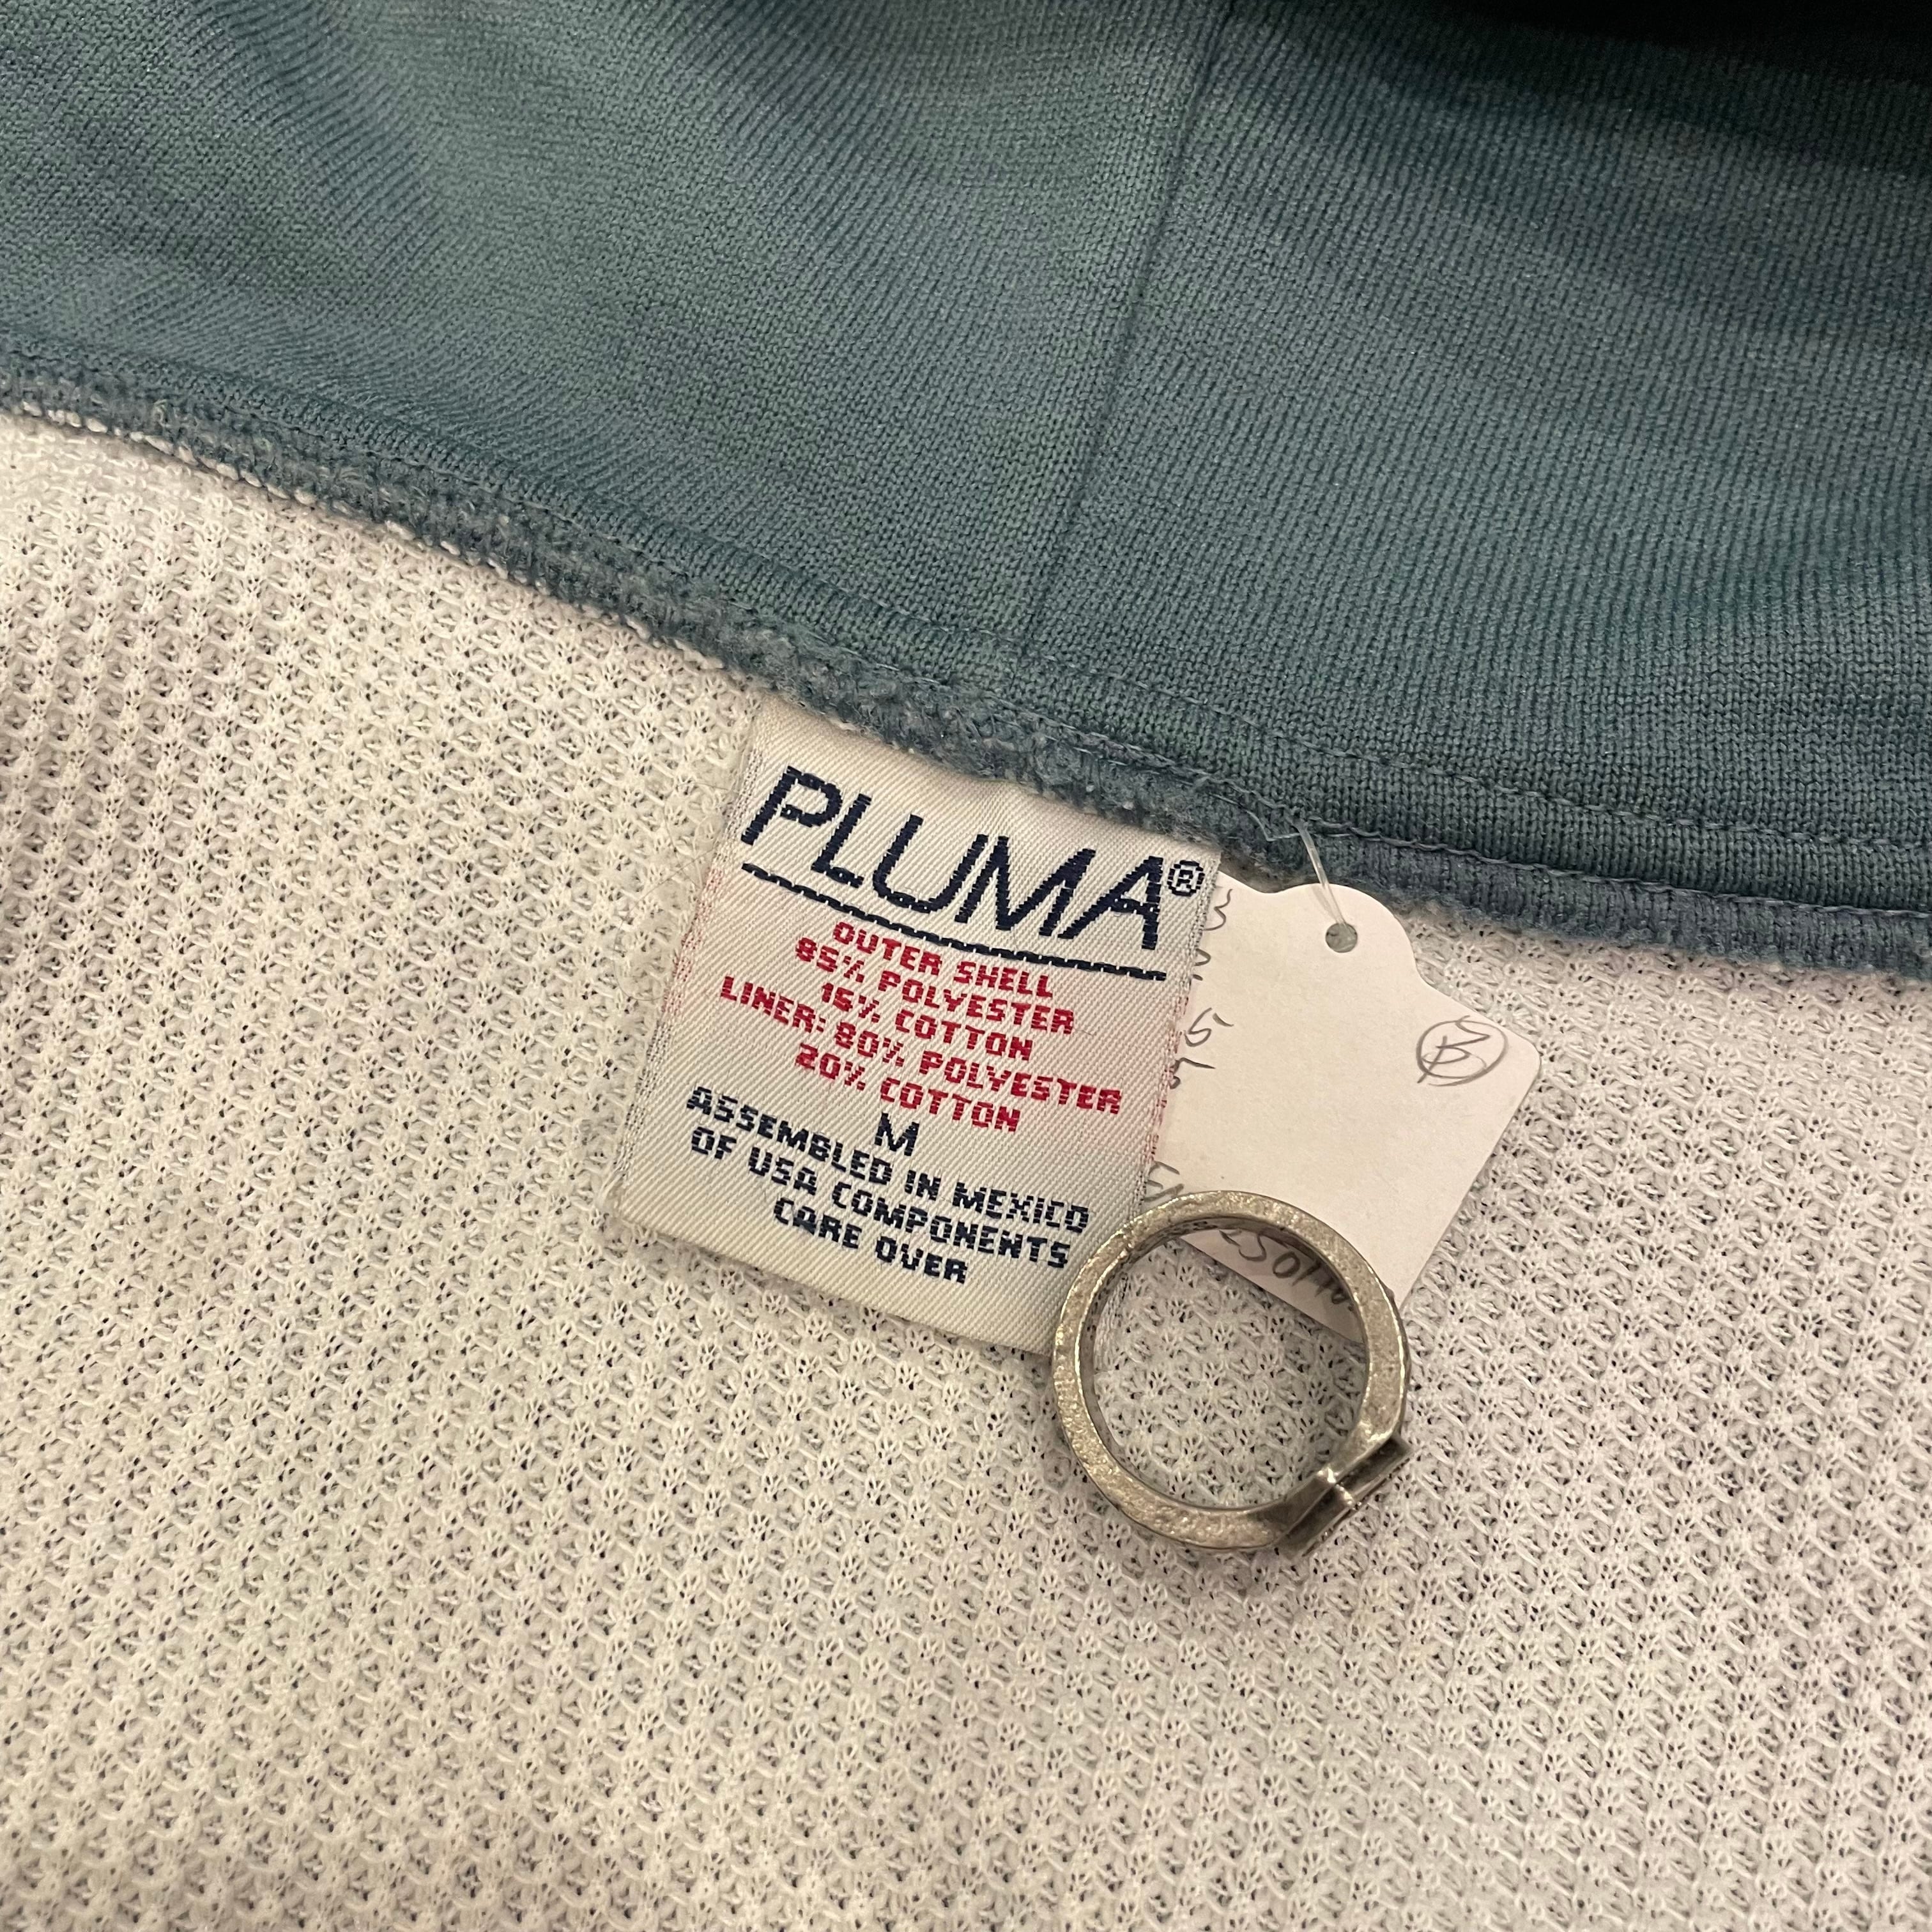 PLUMA®
OUTER SHELL
85% POLYESTER
15% COTTON
LINER: 80% POLYESTER
20% COTTON
M
ASSEMBLED IN MEXICO
OF USA COMPONENTS
CARE OVER